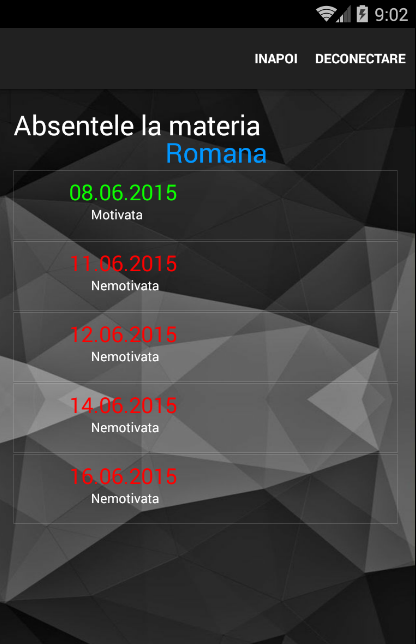 9:02
INAPOI DECONECTARE
Absentele la materia
Romana
08.06.2015
Motivata
11.06.2015
Nemotivata
12.06.2015
Nemotivata
14.06.2015
Nemotivata
16.06.2015
Nemotivata